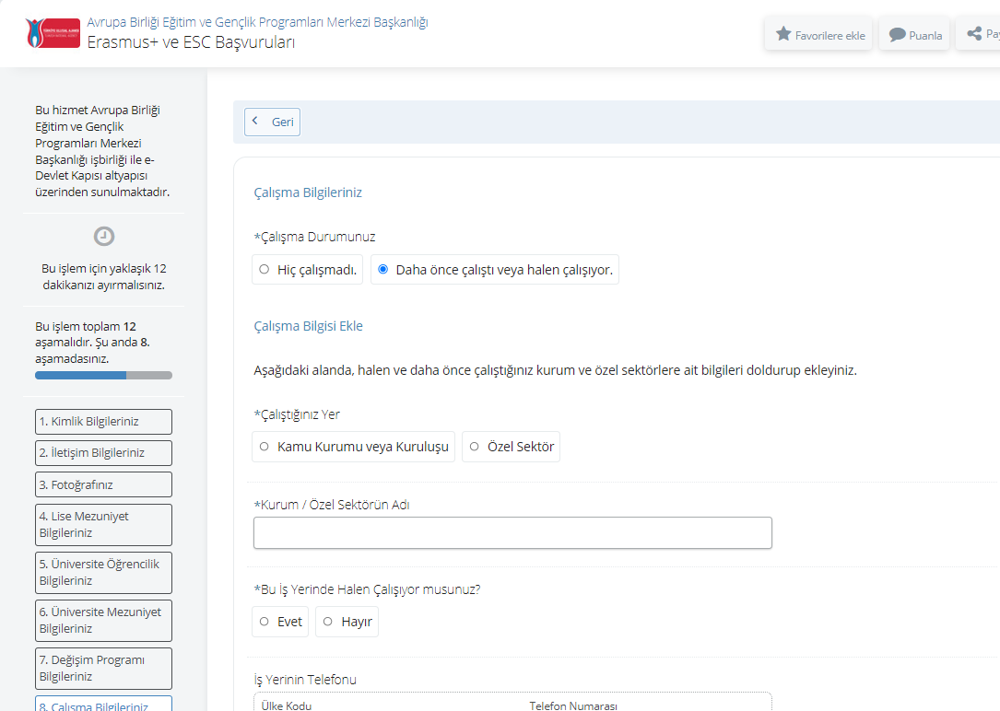 Avrupa Birliği Eğitim ve Gençlik Programları Merkezi Başkanlığı
Erasmus+ ve ESC Başvuruları
Favorilere ekle
Puanla
Bu hizmet Avrupa Birliği
Eğitim ve Gençlik
Programları Merkezi
Başkanlığı işbirliği ile e-
Devlet Kapısı altyapısı
üzerinden sunulmaktadır.
Bu işlem için yaklaşık 12
dakikanızı ayırmalısınız.
Bu işlem toplam 12
aşamalıdır. Şu anda 8.
aşamadasınız.
1. Kimlik Bilgileriniz
2. İletişim Bilgileriniz
3. Fotoğrafınız
4. Lise Mezuniyet
Bilgileriniz
5. Üniversite Öğrencilik
Bilgileriniz
6. Üniversite Mezuniyet
Bilgileriniz
7. Değişim Programı
Bilgileriniz
8. Çalışma Bilgileriniz
Geri
Çalışma Bilgileriniz
*Çalışma Durumunuz
Hiç çalışmadı.
Daha önce çalıştı veya halen çalışıyor.
Çalışma Bilgisi Ekle
Aşağıdaki alanda, halen ve daha önce çalıştığınız kurum ve özel sektörlere ait bilgileri doldurup ekleyiniz.
*Çalıştığınız Yer
Kamu Kurumu veya Kuruluşu
Özel Sektör
*Kurum / Özel Sektörün Adı
*Bu İş Yerinde Halen Çalışıyor musunuz?
Evet
Hayır
İş Yerinin Telefonu
Ülke Kodu
Telefon Numarası